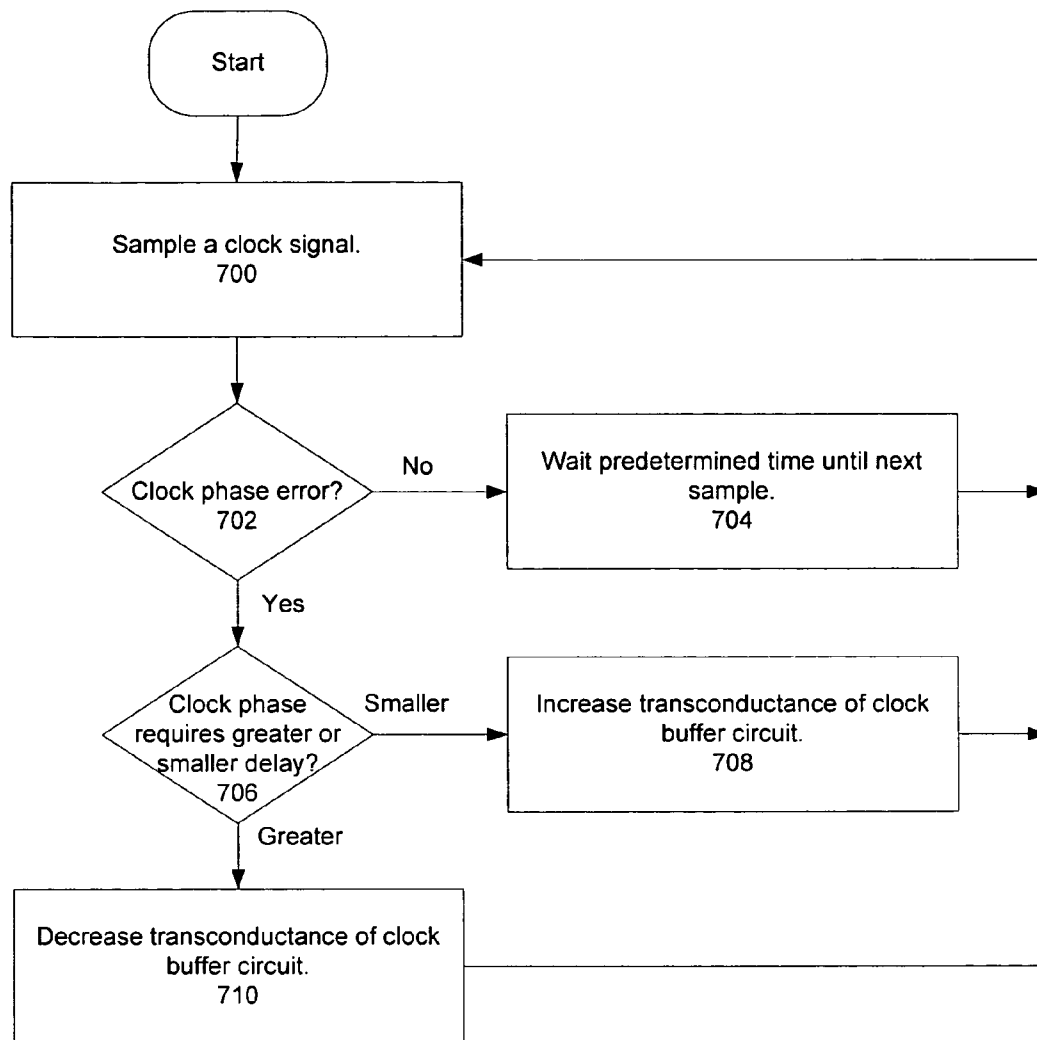 Start
Sample a clock signal.
700
Clock phase error?
702
No
Wait predetermined time until next
sample.
704
Yes
Clock phase
requires greater or
smaller delay?
706
Smaller
Increase transconductance of clock
buffer circuit.
708
Greater
Decrease transconductance of clock
buffer circuit.
710